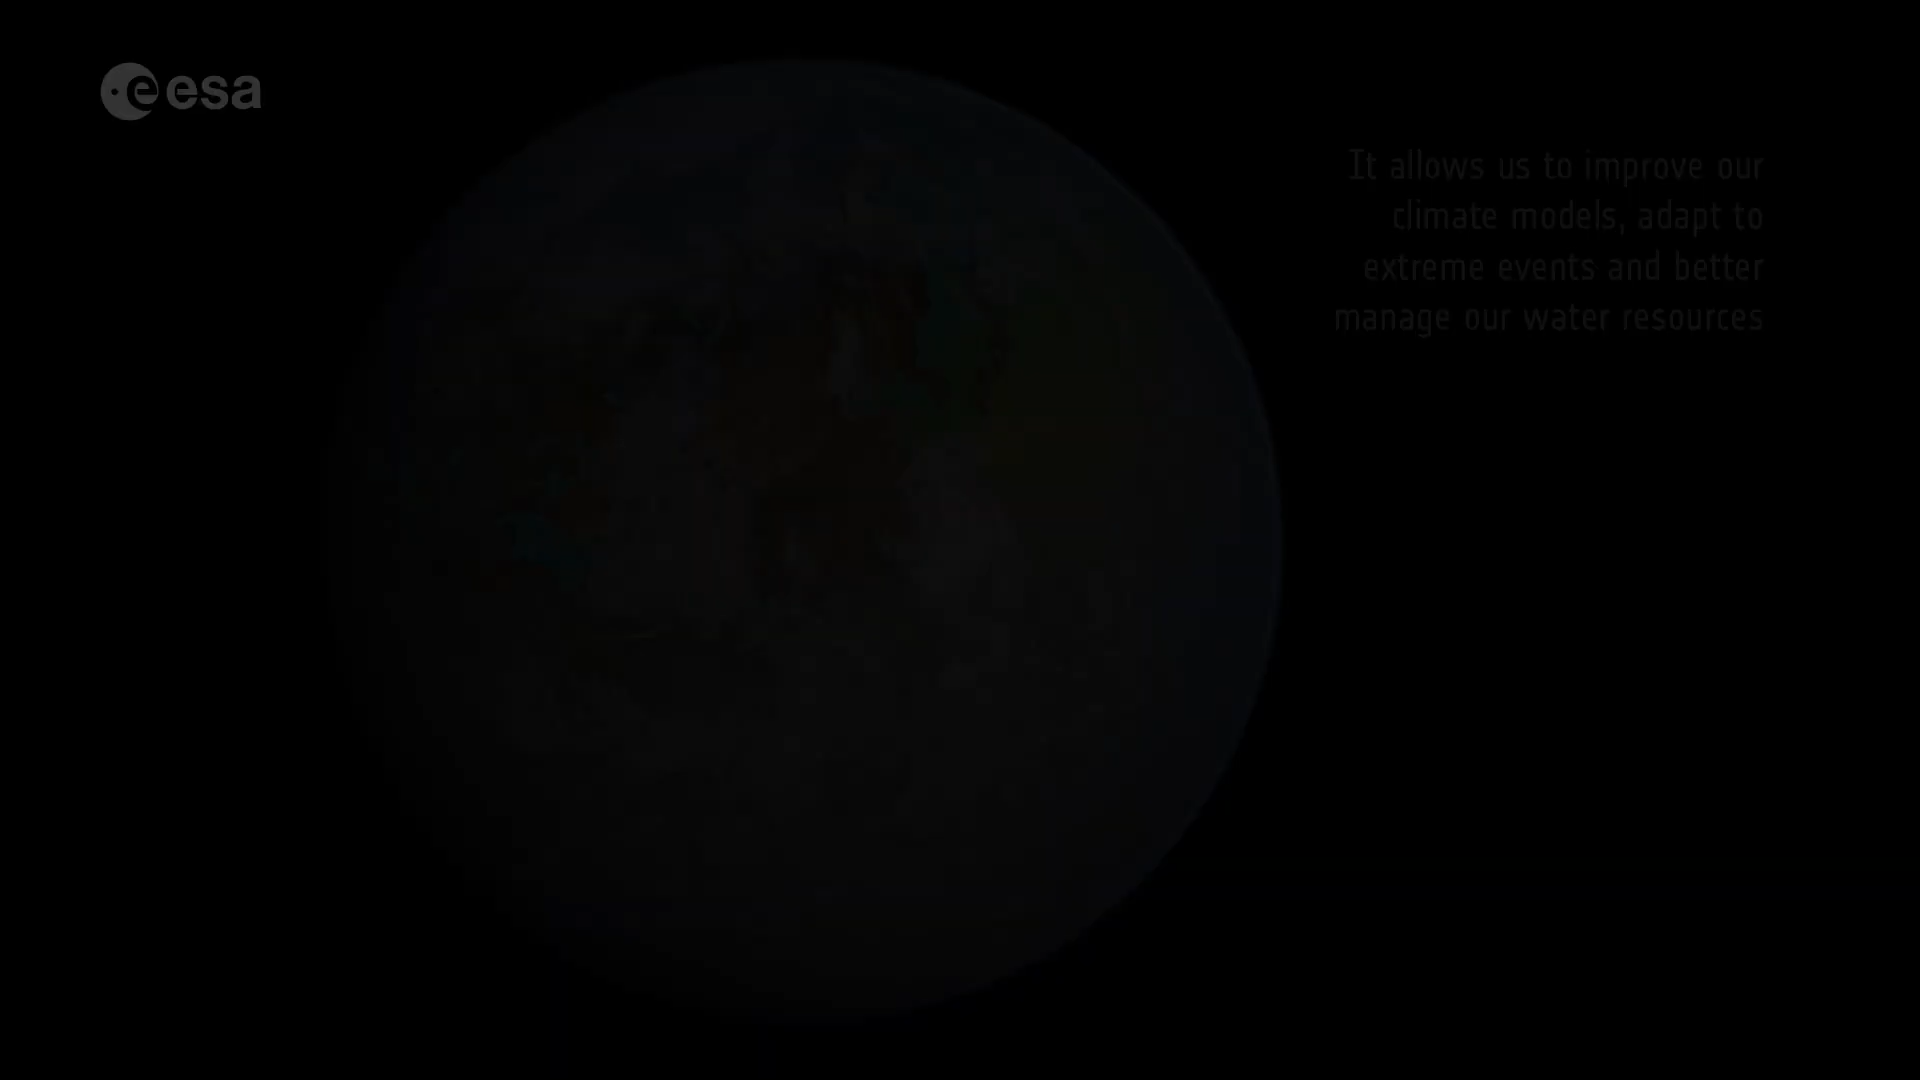 esa
It allows us to improve our
climate models, adapt to
extreme events and better
manage our water resources